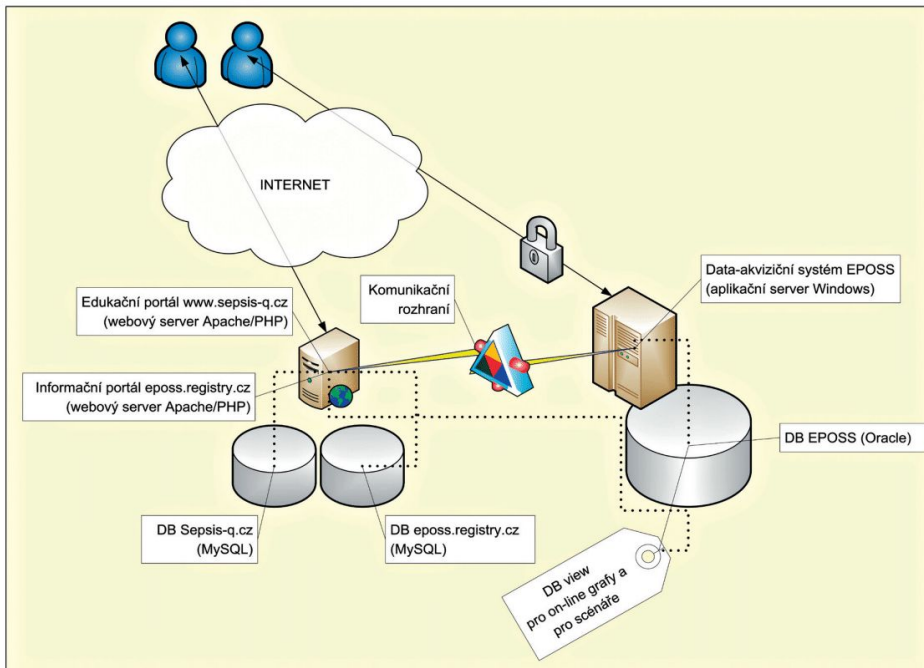 INTERNET
Data-akviziční systém EPOSS
(aplikační server Windows)
Komunikační
rozhraní
Edukační portál www.sepsis-q.cz
(webový server Apache/PHP)
Informační portál eposs.registry.cz
(webový server Apache/PHP)
DB EPOSS (Oracle)
DB Sepsis-q.cz
(MySQL)
DB eposs.registry.cz
(MySQL)
DB view
pro on-line grafy a
pro scénáře